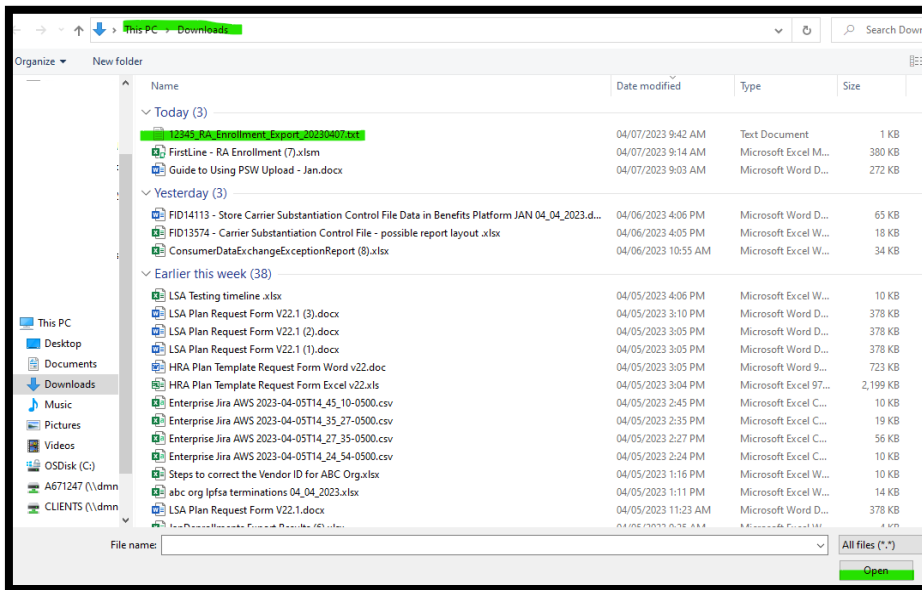 This PC > Downloads
Search Down
Organize
New folder
Name Date modified Type Size
Today (3)
12345_RA_Enrollment_Export_20230407.txt 04/07/2023 9:42 AM Text Document 1 KB
FirstLine - RA Enrollment (7).xlsm 04/07/2023 9:14 AM Microsoft Excel M... 380 KB
Guide to Using PSW Upload - Jan.docx 04/07/2023 9:03 AM Microsoft Word D... 272 KB
Yesterday (3)
FID14113 - Store Carrier Substantiation Control File Data in Benefits Platform JAN 04_04_2023.d... 04/06/2023 4:06 PM Microsoft Word D... 65 KB
FID13574 - Carrier Substantiation Control File - possible report layout .xlsx 04/06/2023 4:05 PM Microsoft Excel W... 18 KB
ConsumerDataExchangeExceptionReport (8).xlsx 04/06/2023 10:55 AM Microsoft Excel W... 34 KB
Earlier this week (38)
LSA Testing timeline .xlsx 04/05/2023 4:06 PM Microsoft Excel W... 10 KB
LSA Plan Request Form V22.1 (3).docx 04/05/2023 3:10 PM Microsoft Word D... 378 KB
LSA Plan Request Form V22.1 (2).docx 04/05/2023 3:05 PM Microsoft Word D... 378 KB
LSA Plan Request Form V22.1 (1).docx 04/05/2023 3:05 PM Microsoft Word D... 378 KB
HRA Plan Template Request Form Word v22.doc 04/05/2023 3:05 PM Microsoft Word 9... 723 KB
HRA Plan Template Request Form Excel v22.xls 04/05/2023 3:04 PM Microsoft Excel 97... 2,199 KB
Enterprise Jira AWS 2023-04-05T14_45_10-0500.csv 04/05/2023 2:45 PM Microsoft Excel C... 10 KB
Enterprise Jira AWS 2023-04-05T14_35_27-0500.csv 04/05/2023 2:35 PM Microsoft Excel C... 19 KB
Enterprise Jira AWS 2023-04-05T14_27_35-0500.csv 04/05/2023 2:27 PM Microsoft Excel C... 56 KB
Enterprise Jira AWS 2023-04-05T14_24_54-0500.csv 04/05/2023 2:24 PM Microsoft Excel C... 10 KB
Steps to correct the Vendor ID for ABC Org.xlsx 04/05/2023 1:16 PM Microsoft Excel W... 10 KB
abc org lpfsa terminations 04_04_2023.xlsx 04/05/2023 1:11 PM Microsoft Excel W... 14 KB
LSA Plan Request Form V22.1.docx 04/05/2023 11:23 AM Microsoft Word D... 378 KB
This PC
Desktop
Documents
Downloads
Music
Pictures
Videos
OSDisk (C:)
A671247 (\\dmn
CLIENTS (\\dmn
File name:
All files (*.*)
Open